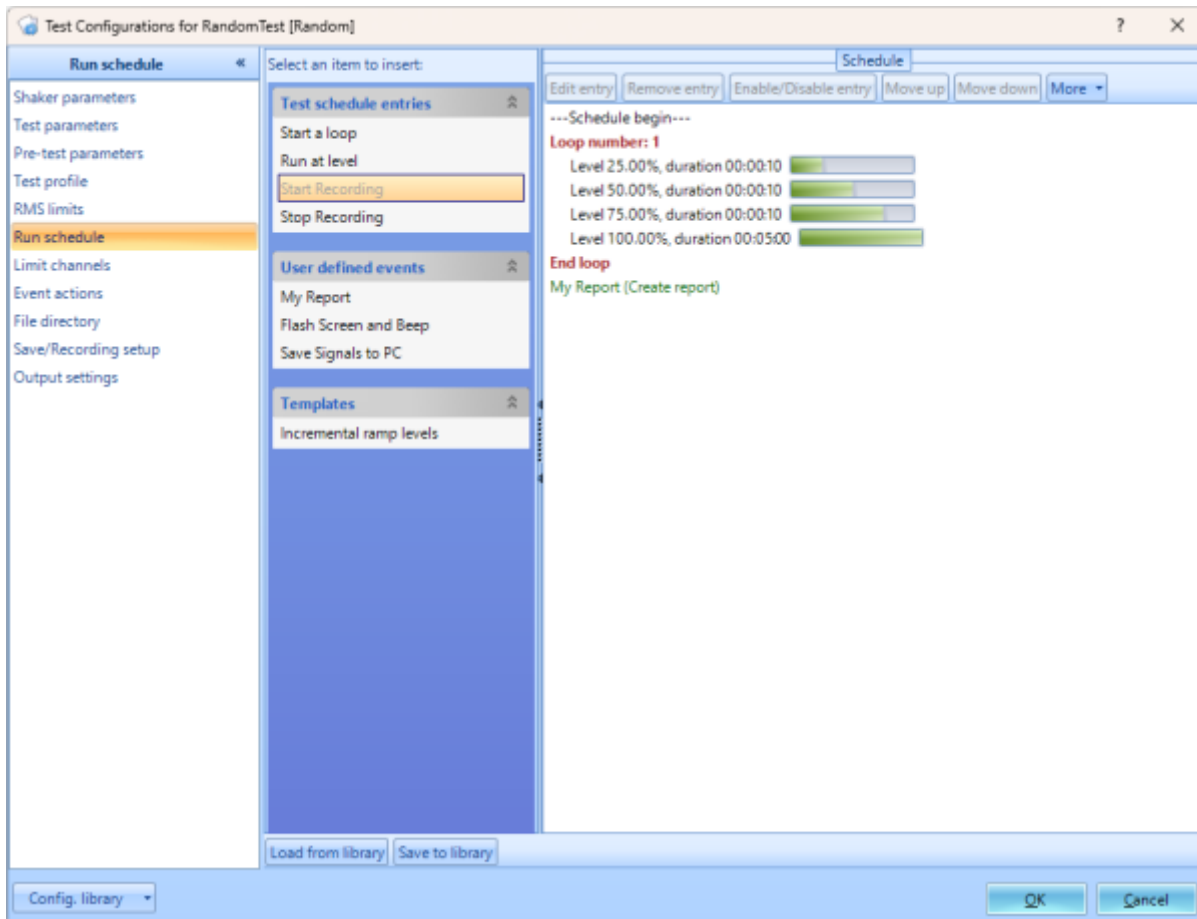 Test Configurations for RandomTest [Random]
?
Run schedule
Shaker parameters
Test parameters
Pre-test parameters
Test profile
RMS limits
Run schedule
Limit channels
Event actions
File directory
Save/Recording setup
Output settings
Select an item to insert:
Test schedule entries
Start a loop
Run at level
Start Recording
Stop Recording
User defined events
My Report
Flash Screen and Beep
Save Signals to PC
Templates
Incremental ramp levels
Load from library Save to library
Schedule
Edit entry Remove entry Enable/Disable entry Move up Move down More
---Schedule begin---
Loop number: 1
Level 25.00%, duration 00:00:10
Level 50.00%, duration 00:00:10
Level 75.00%, duration 00:00:10
Level 100.00%, duration 00:05:00
End loop
My Report (Create report)
Config. library
OK Cancel